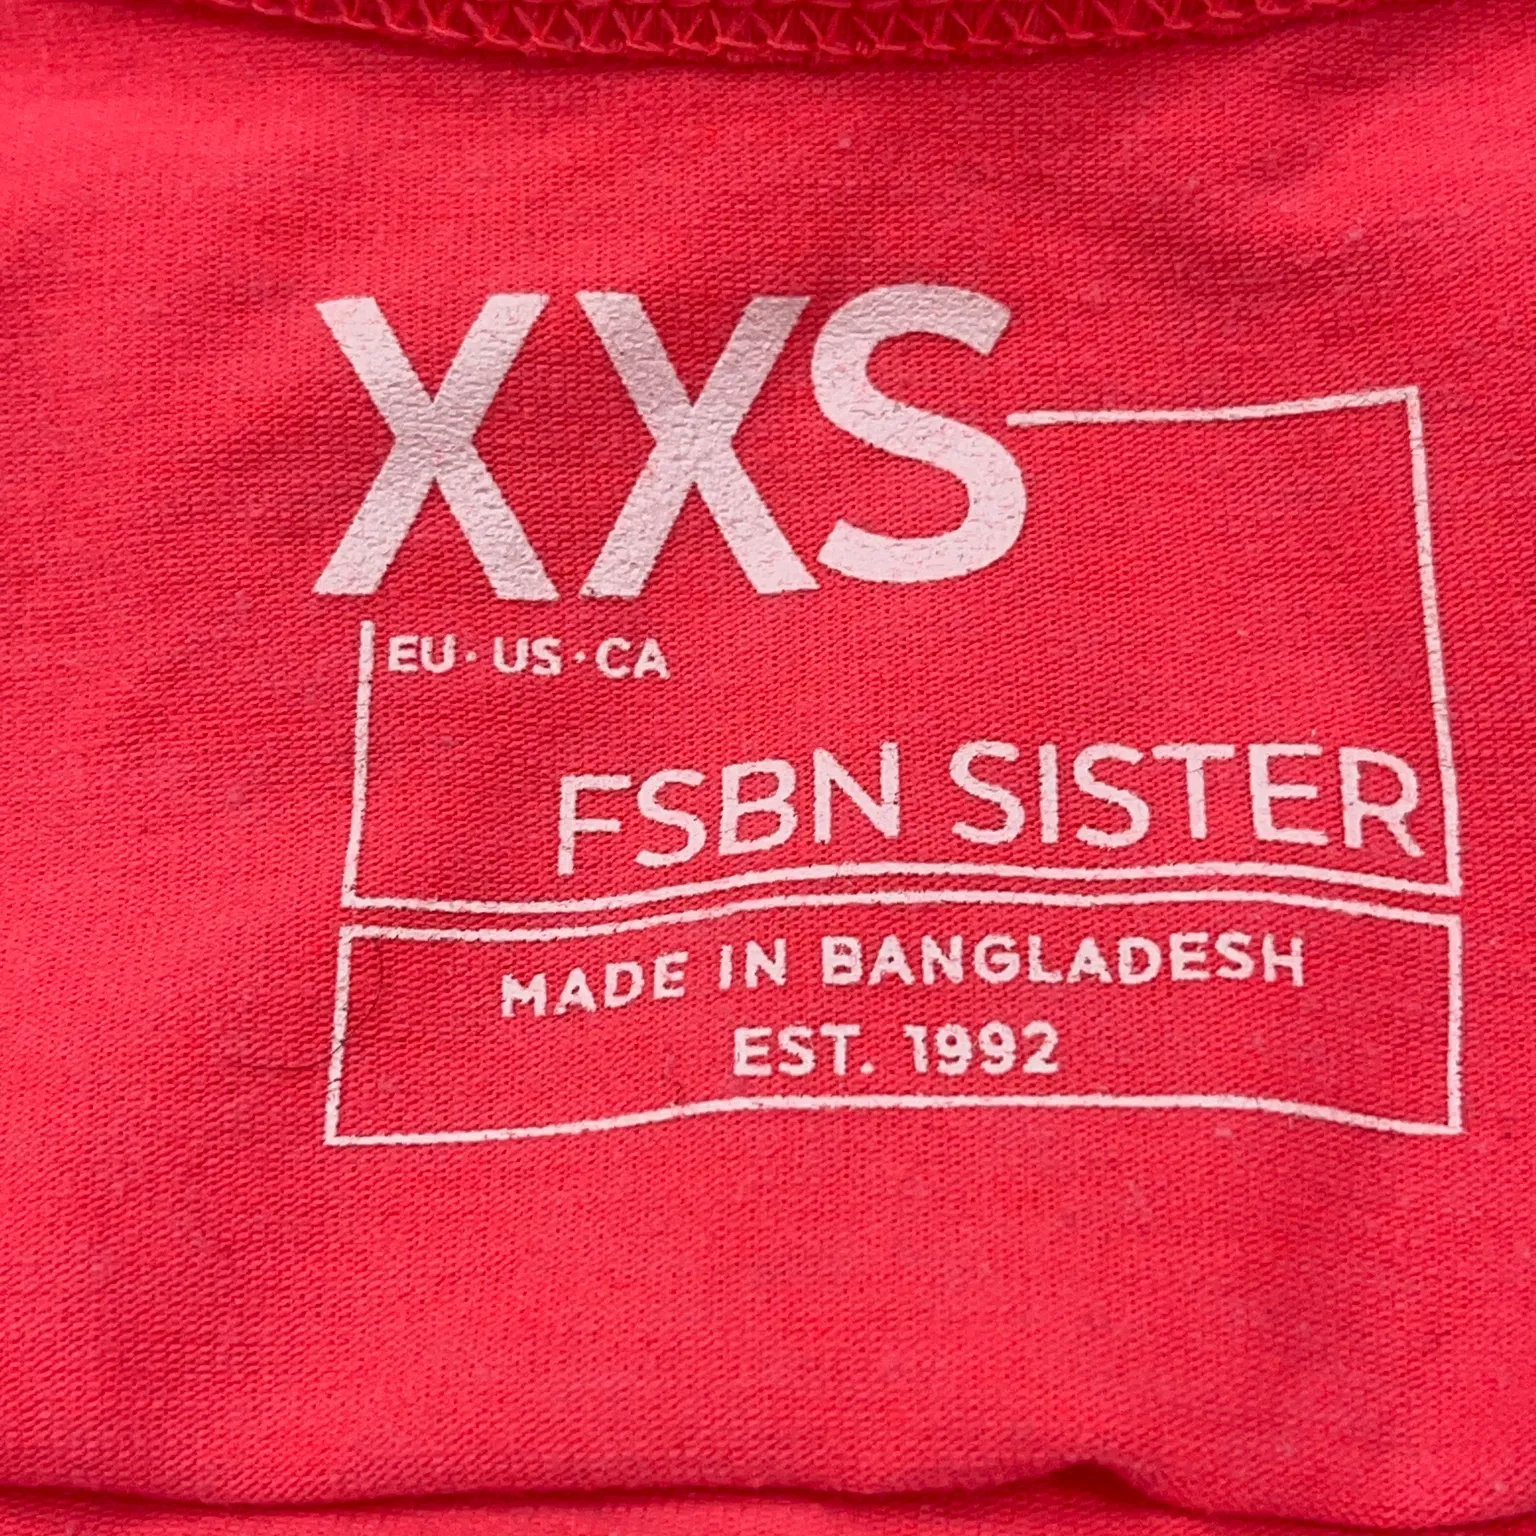 XXS
EU · US · CA
FSBN SISTER
MADE IN BANGLADESH
EST. 1992